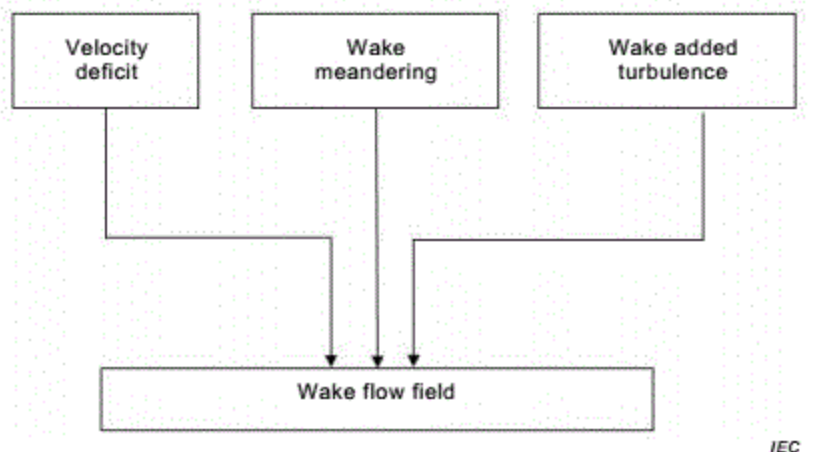 Velocity
deficit
Wake
meandering
Wake added
turbulence
Wake flow field
IEC